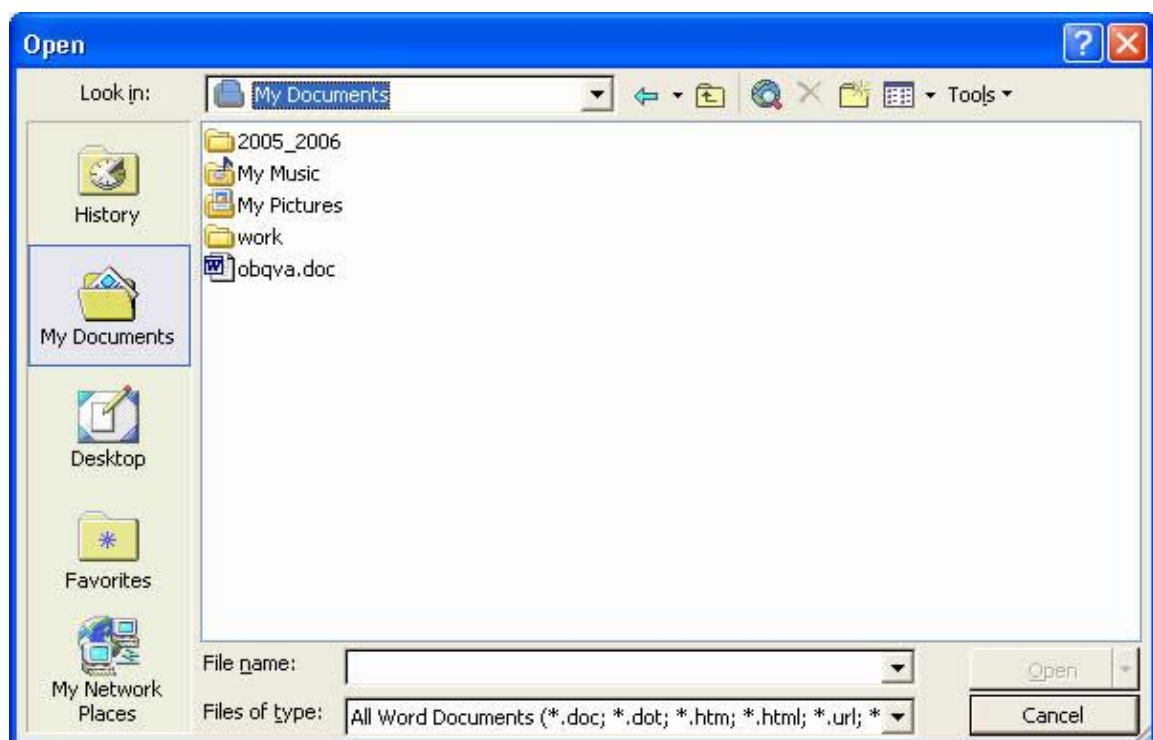 Open
Look in:
My Documents
Tools
History
My Documents
Desktop
Favorites
My Network
Places
2005_2006
My Music
My Pictures
work
obqva.doc
File name:
Open
Files of type:
All Word Documents (*.doc; *.dot; *.htm; *.html; *.url; *
Cancel